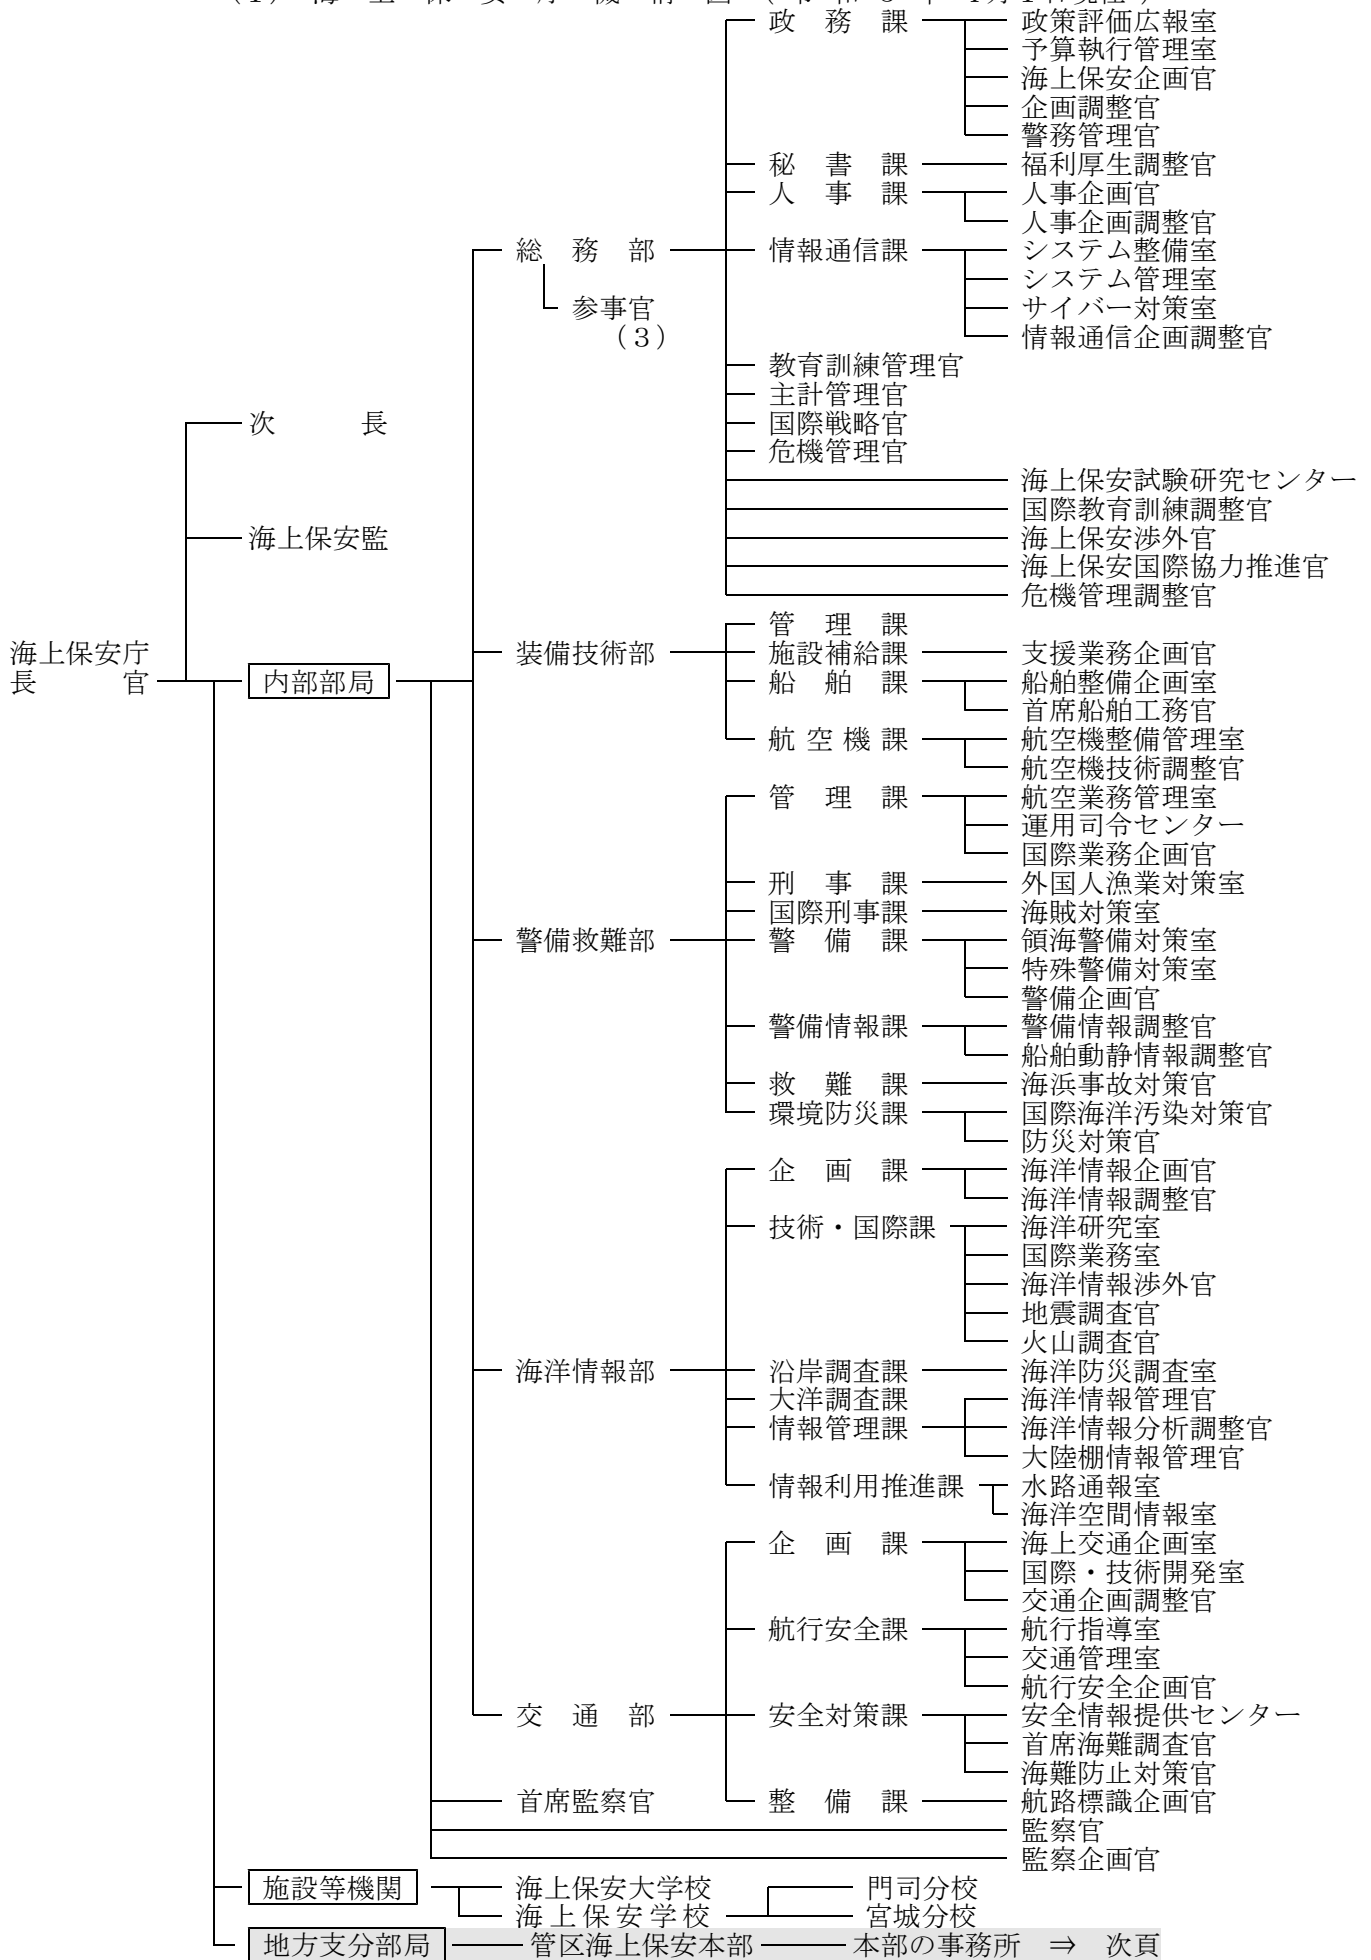 政務課 政策評価広報室
予算執行管理室
海上保安企画官
企画調整官
警務管理官
秘書課 福利厚生調整官
人事課 人事企画官
人事企画調整官
総務部 情報通信課 システム整備室
システム管理室
参事官 サイバー対策室
（３） 情報通信企画調整官
教育訓練管理官
主計管理官
次長 国際戦略官
危機管理官
海上保安試験研究センター
国際教育訓練調整官
海上保安監 海上保安渉外官
海上保安国際協力推進官
危機管理調整官
管理課
海上保安庁 装備技術部 施設補給課 支援業務企画官
長官 内部部局 船舶課 船舶整備企画室
首席船舶工務官
航空機課 航空機整備管理室
航空機技術調整官
管理課 航空業務管理室
運用司令センター
国際業務企画官
刑事課 外国人漁業対策室
国際刑事課 海賊対策室
警備救難部 警備課 領海警備対策室
特殊警備対策室
警備企画官
警備情報課 警備情報調整官
船舶動静情報調整官
救難課 海浜事故対策官
環境防災課 国際海洋汚染対策官
防災対策官
企画課 海洋情報企画官
海洋情報調整官
技術・国際課 海洋研究室
国際業務室
海洋情報渉外官
地震調査官
火山調査官
海洋情報部 沿岸調査課 海洋防災調査室
大洋調査課 海洋情報管理官
情報管理課 海洋情報分析調整官
大陸棚情報管理官
情報利用推進課 水路通報室
海洋空間情報室
企画課 海上交通企画室
国際・技術開発室
交通企画調整官
航行安全課 航行指導室
交通管理室
航行安全企画官
交通部 安全対策課 安全情報提供センター
首席海難調査官
海難防止対策官
首席監察官 整備課 航路標識企画官
監察官
監察企画官
施設等機関 海上保安大学校 門司分校
海上保安学校 宮城分校
地方支分部局 管区海上保安本部 本部の事務所 ⇒ 次頁